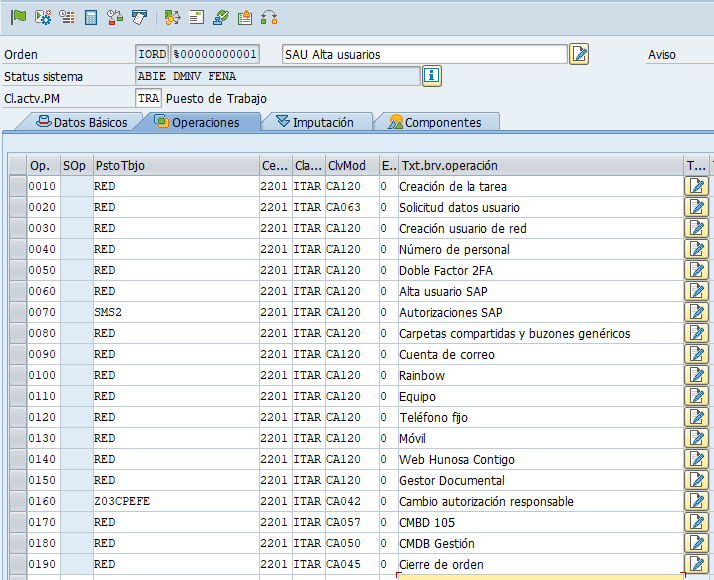 Orden IORD %00000000001 SAU Alta usuarios Aviso
Status sistema ABIE DMNV FENA
Cl.actv.PM TRA Puesto de Trabajo
Datos Básicos Operaciones Imputación Componentes
Op. SOp PstoTbjo Ce... Cla... ClvMod E.. Txt.brv.operación T...
0010 RED 2201 ITAR CA120 0 Creación de la tarea
0020 RED 2201 ITAR CA063 0 Solicitud datos usuario
0030 RED 2201 ITAR CA120 0 Creación usuario de red
0040 RED 2201 ITAR CA120 0 Número de personal
0050 RED 2201 ITAR CA120 0 Doble Factor 2FA
0060 RED 2201 ITAR CA120 0 Alta usuario SAP
0070 SMS2 2201 ITAR CA120 0 Autorizaciones SAP
0080 RED 2201 ITAR CA120 0 Carpetas compartidas y buzones genéricos
0090 RED 2201 ITAR CA120 0 Cuenta de correo
0100 RED 2201 ITAR CA120 0 Rainbow
0110 RED 2201 ITAR CA120 0 Equipo
0120 RED 2201 ITAR CA120 0 Teléfono fijo
0130 RED 2201 ITAR CA120 0 Móvil
0140 RED 2201 ITAR CA120 0 Web Hunosa Contigo
0150 RED 2201 ITAR CA120 0 Gestor Documental
0160 Z03CPEFE 2201 ITAR CA042 0 Cambio autorización responsable
0170 RED 2201 ITAR CA057 0 CMBD 105
0180 RED 2201 ITAR CA050 0 CMDB Gestión
0190 RED 2201 ITAR CA045 0 Cierre de orden